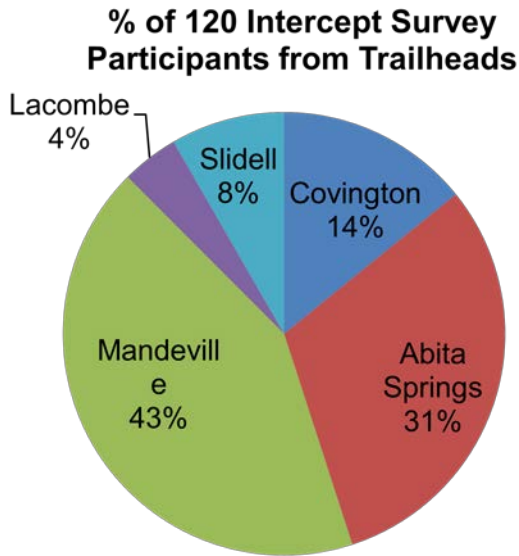 % of 120 Intercept Survey
Participants from Trailheads
Lacombe
4%
Slidell
8%
Covington
14%
Mandevill
e
43%
Abita
Springs
31%